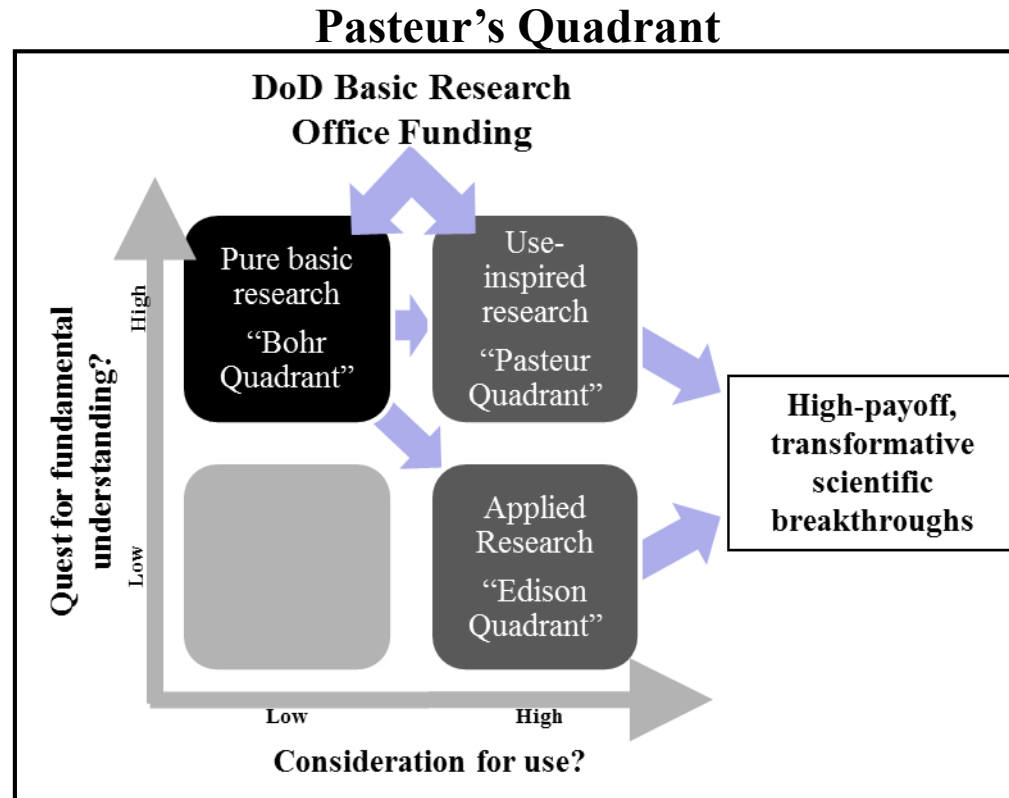 Pasteur’s Quadrant
DoD Basic Research
Office Funding
Quest for fundamental
understanding?
High
Low
Pure basic
research
“Bohr
Quadrant”
Use-
inspired
research
“Pasteur
Quadrant”
Applied
Research
“Edison
Quadrant”
High-payoff,
transformative
scientific
breakthroughs
Low
High
Consideration for use?